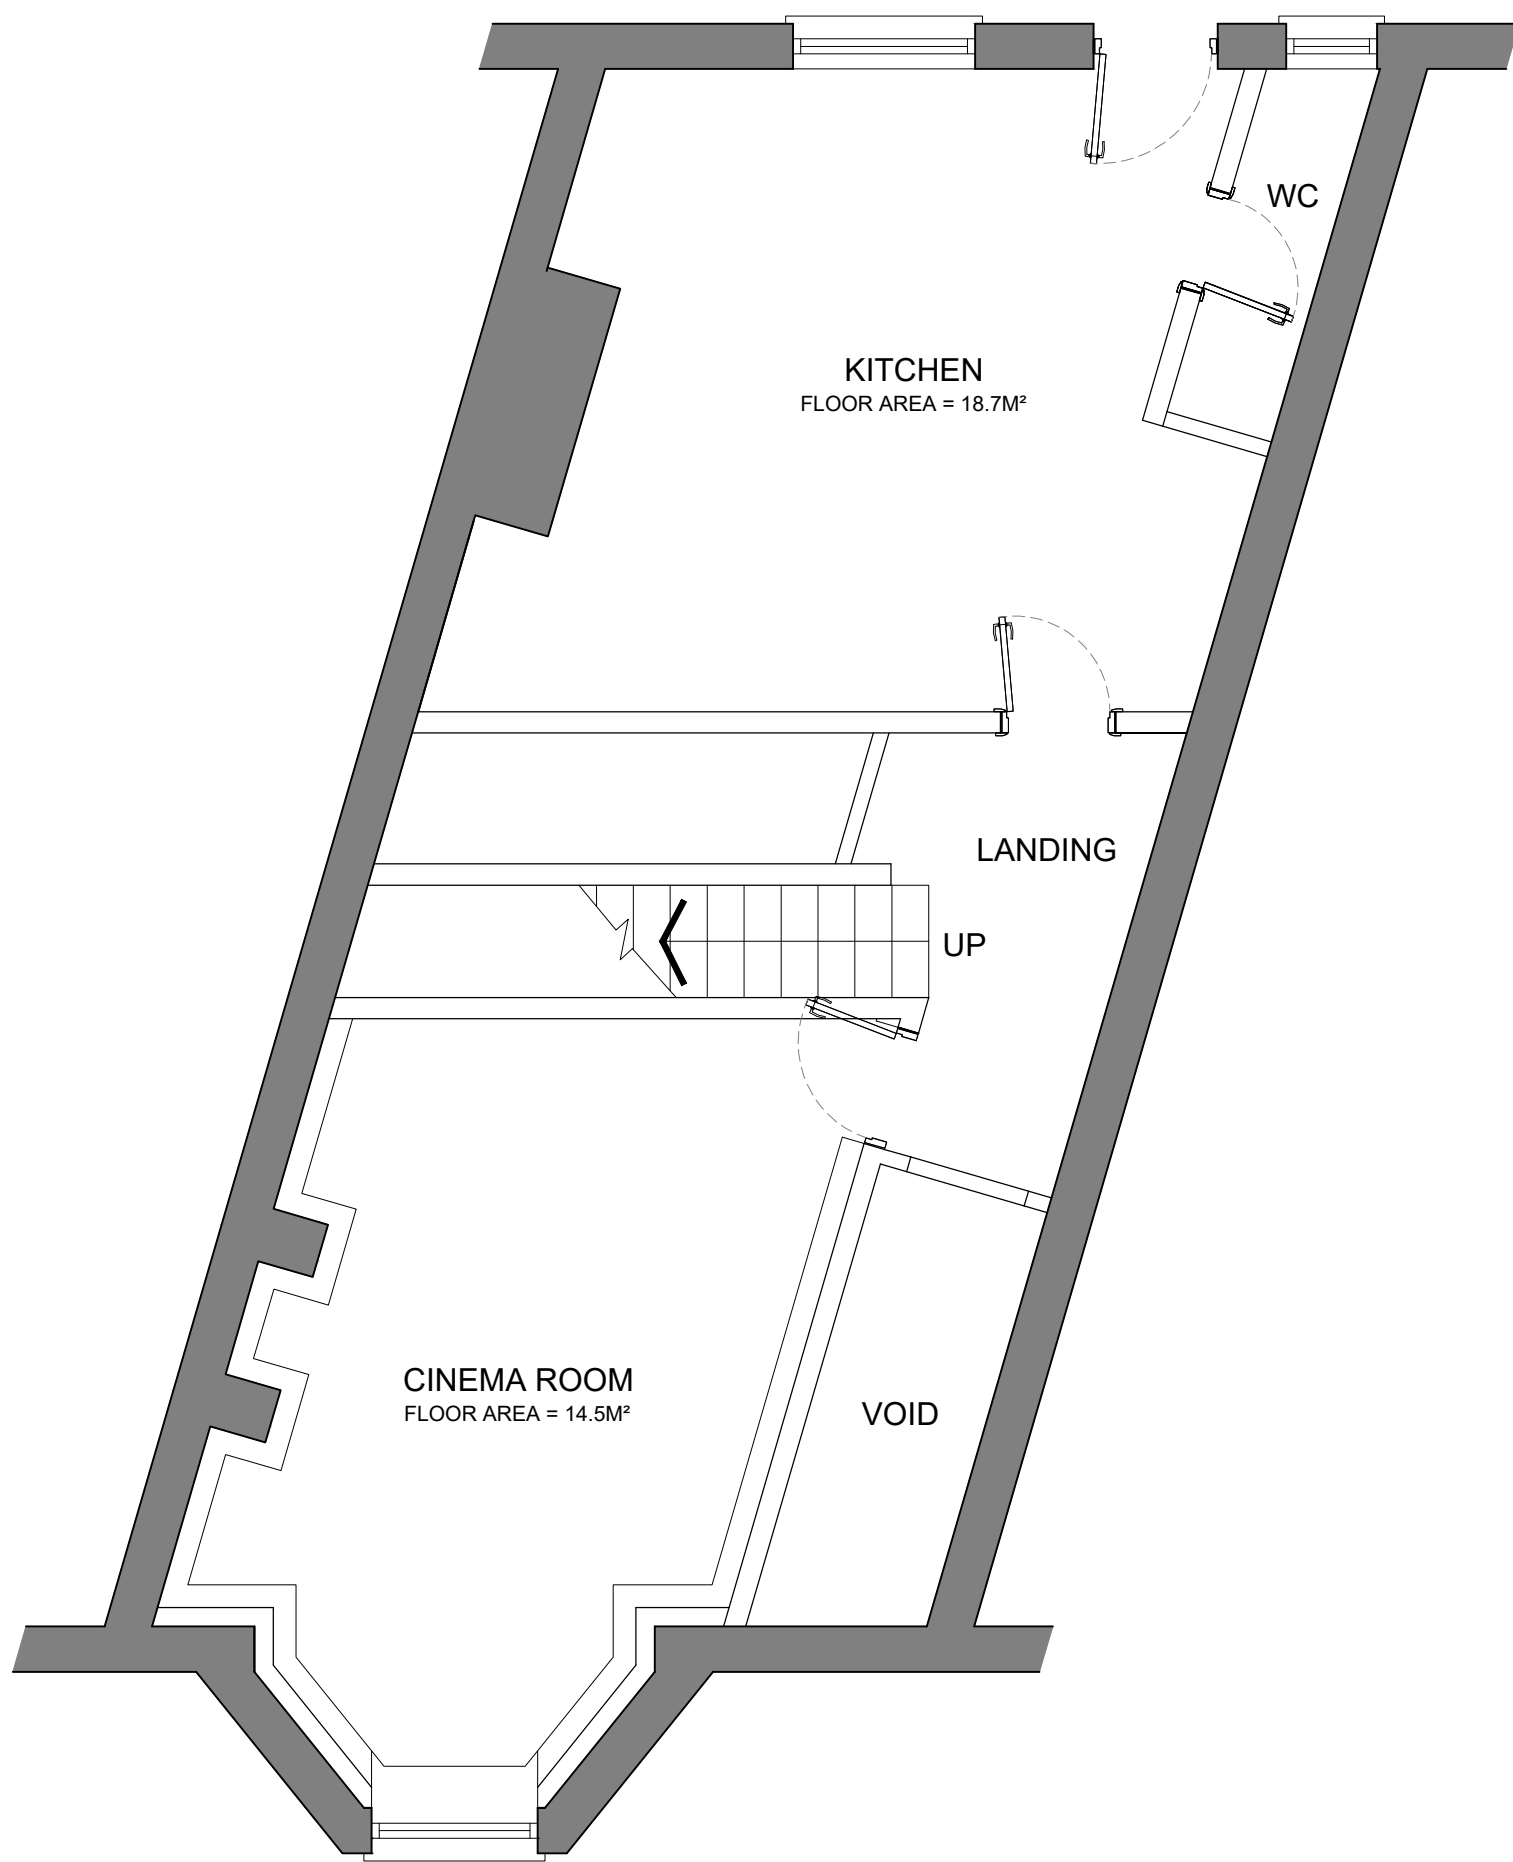 WC
KITCHEN
FLOOR AREA = 18.7M²
LANDING
UP
CINEMA ROOM
FLOOR AREA = 14.5M²
VOID